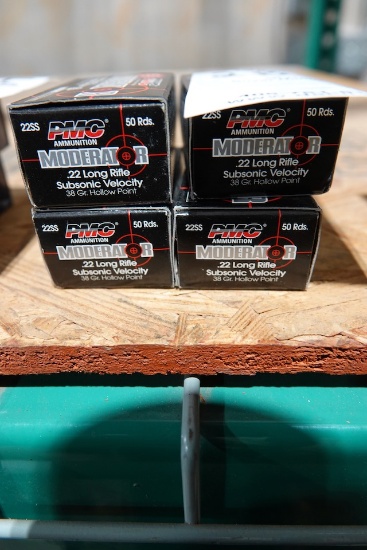 22SS PMC® 50 Rds.
AMMUNITION
MODERATOR
.22 Long Rifle
Subsonic Velocity
38 Gr. Hollow Point
22SS PMC® 50 Rds.
AMMUNITION
MODERATOR
.22 Long Rifle
Subsonic Velocity
38 Gr. Hollow Point
22SS PMC® 50 Rds.
AMMUNITION
MODERATOR
.22 Long Rifle
Subsonic Velocity
38 Gr. Hollow Point
22SS PMC® 50 Rds.
AMMUNITION
MODERATOR
.22 Long Rifle
Subsonic Velocity
38 Gr. Hollow Point